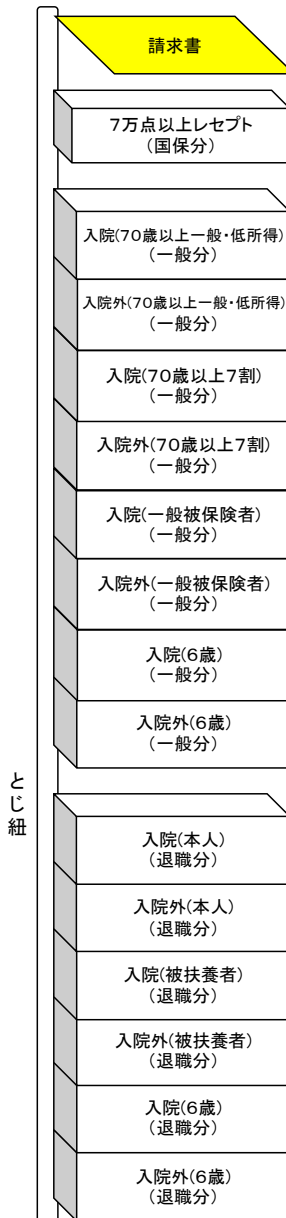 請求書
7万点以上レセプト
(国保分)
入院(70歳以上一般・低所得)
(一般分)
入院外(70歳以上一般・低所得)
(一般分)
入院(70歳以上7割)
(一般分)
入院外(70歳以上7割)
(一般分)
入院(一般被保険者)
(一般分)
入院外(一般被保険者)
(一般分)
入院(6歳)
(一般分)
入院外(6歳)
(一般分)
とじ紐
入院(本人)
(退職分)
入院外(本人)
(退職分)
入院(被扶養者)
(退職分)
入院外(被扶養者)
(退職分)
入院(6歳)
(退職分)
入院外(6歳)
(退職分)